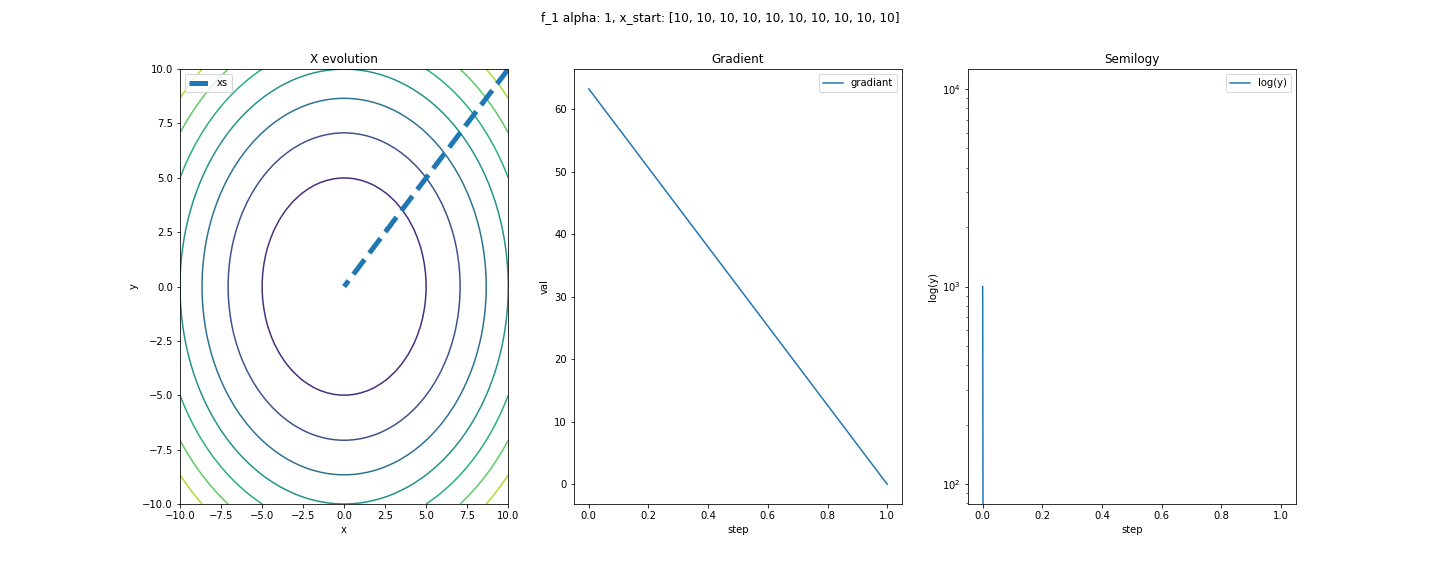 f_1 alpha: 1, x_start: [10, 10, 10, 10, 10, 10, 10, 10, 10, 10]
X evolution
xs
10.0
7.5
5.0
2.5
0.0
−2.5
−5.0
−7.5
−10.0
y
−10.0 −7.5 −5.0 −2.5 0.0 2.5 5.0 7.5 10.0
x
Gradient
gradiant
60
50
40
30
20
10
0
val
0.0 0.2 0.4 0.6 0.8 1.0
step
Semilogy
log(y)
10⁴
10³
10²
log(y)
0.0 0.2 0.4 0.6 0.8 1.0
step